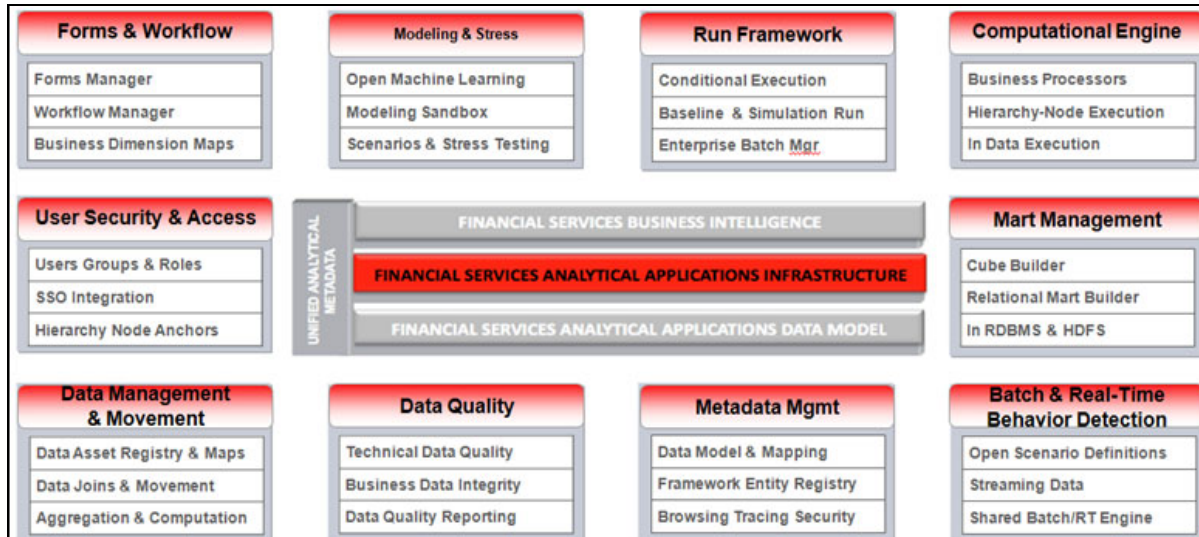 Forms & Workflow
Forms Manager
Workflow Manager
Business Dimension Maps
Modeling & Stress
Open Machine Learning
Modeling Sandbox
Scenarios & Stress Testing
Run Framework
Conditional Execution
Baseline & Simulation Run
Enterprise Batch Mgr
Computational Engine
Business Processors
Hierarchy-Node Execution
In Data Execution
User Security & Access
Users Groups & Roles
SSO Integration
Hierarchy Node Anchors
UNIFIED ANALYTICAL
METADATA
FINANCIAL SERVICES BUSINESS INTELLIGENCE
FINANCIAL SERVICES ANALYTICAL APPLICATIONS INFRASTRUCTURE
FINANCIAL SERVICES ANALYTICAL APPLICATIONS DATA MODEL
Mart Management
Cube Builder
Relational Mart Builder
In RDBMS & HDFS
Data Management
& Movement
Data Asset Registry & Maps
Data Joins & Movement
Aggregation & Computation
Data Quality
Technical Data Quality
Business Data Integrity
Data Quality Reporting
Metadata Mgmt
Data Model & Mapping
Framework Entity Registry
Browsing Tracing Security
Batch & Real-Time
Behavior Detection
Open Scenario Definitions
Streaming Data
Shared Batch/RT Engine